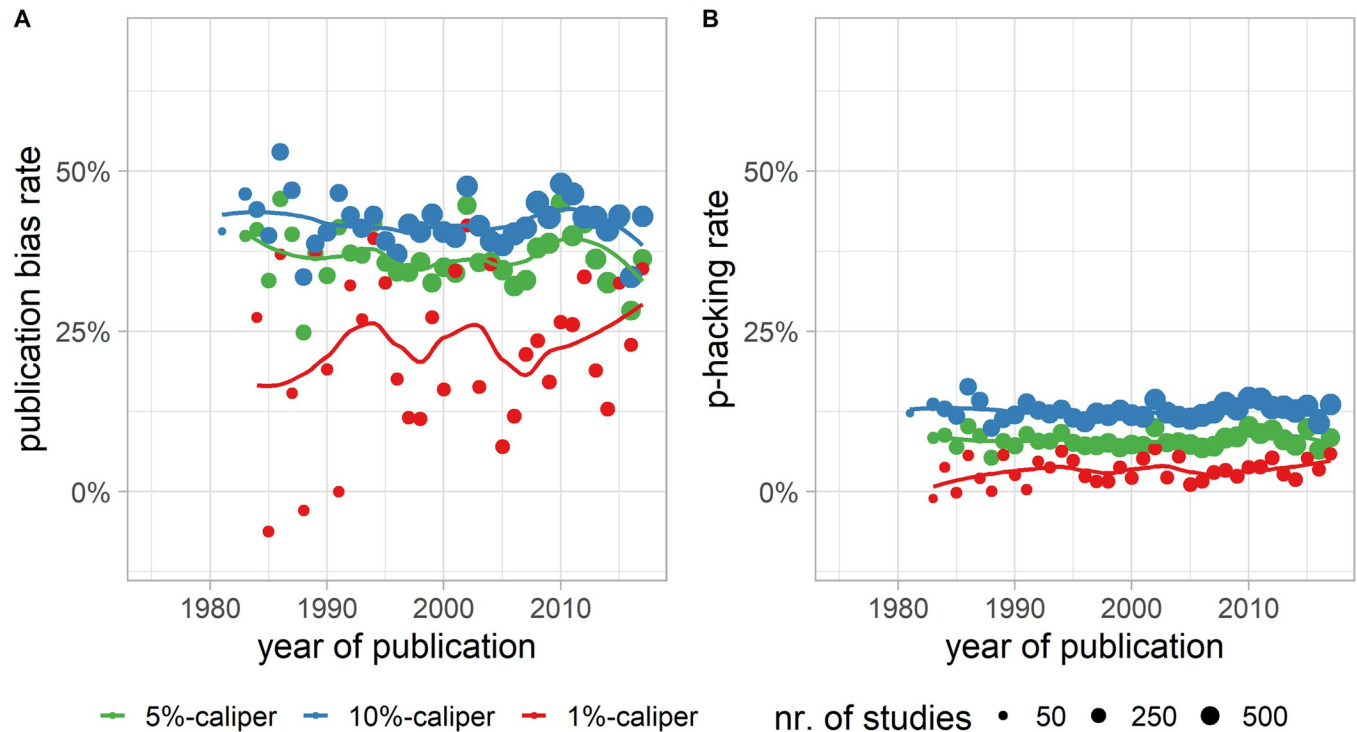 A
publication bias rate
50%
25%
0%
1980 1990 2000 2010
year of publication
B
p-hacking rate
50%
25%
0%
1980 1990 2000 2010
year of publication
5%-caliper 10%-caliper 1%-caliper
nr. of studies 50 250 500